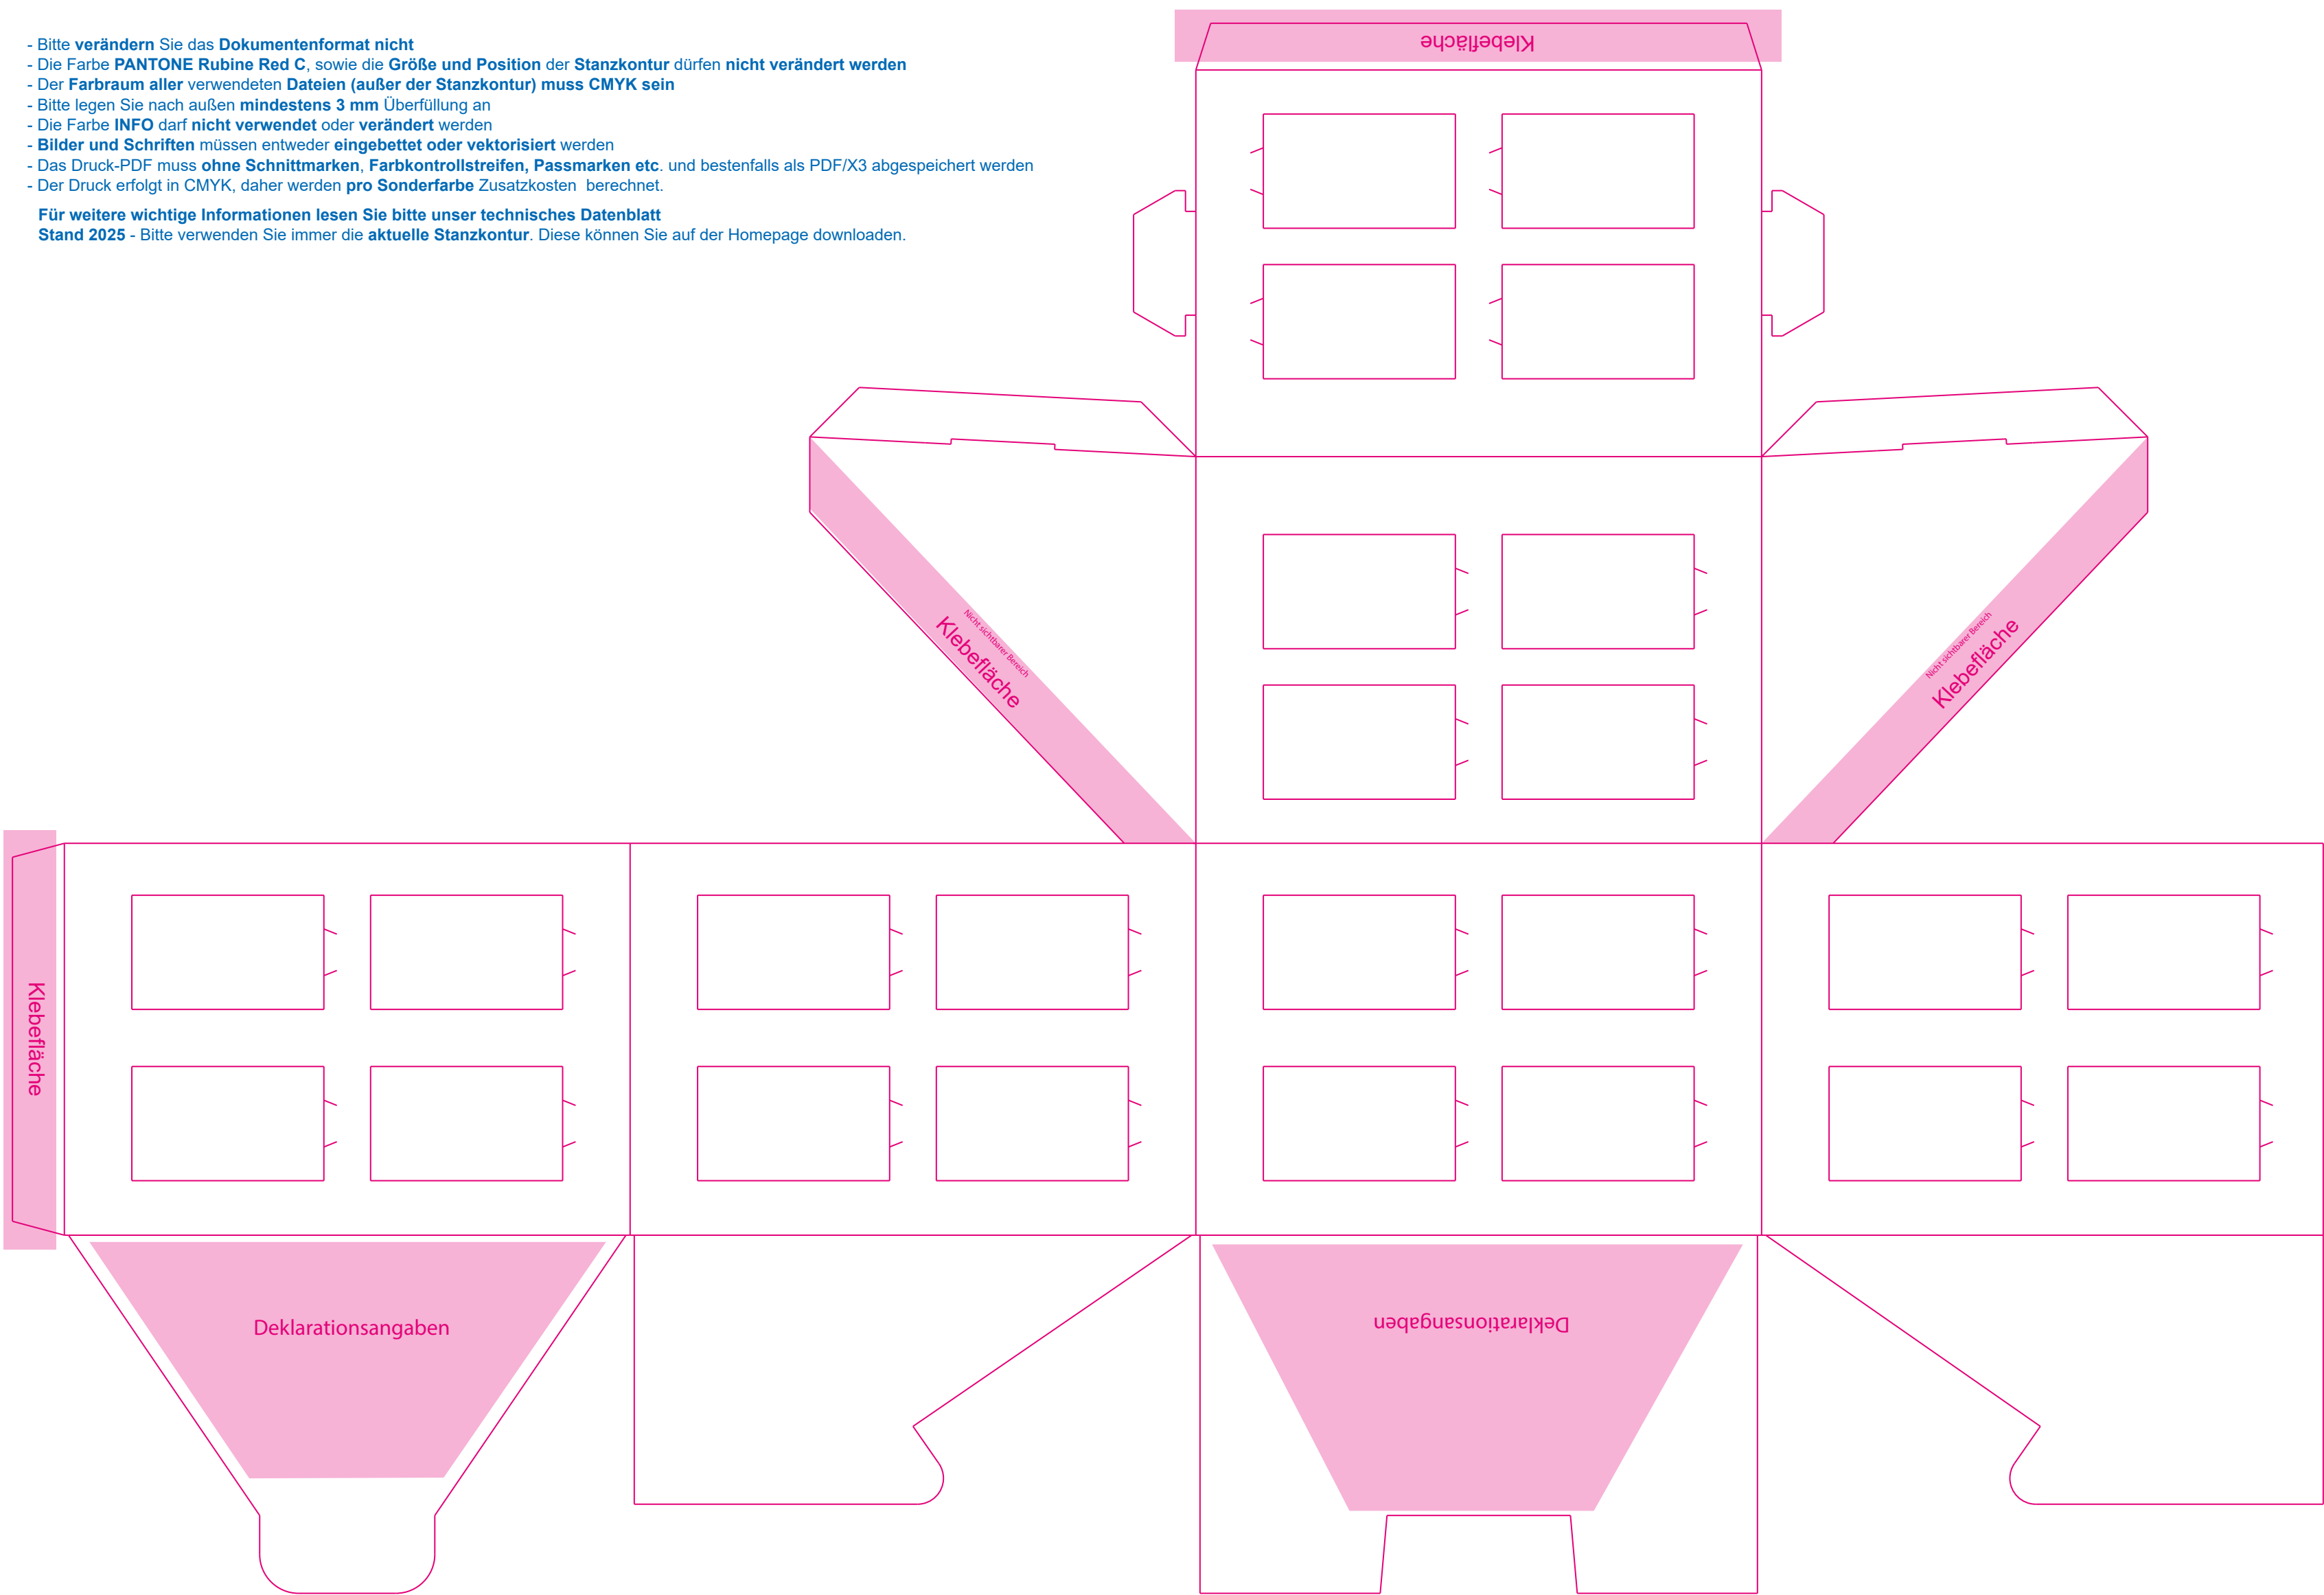 - Bitte verändern Sie das Dokumentenformat nicht
- Die Farbe PANTONE Rubine Red C, sowie die Größe und Position der Stanzkontur dürfen nicht verändert werden
- Der Farbraum aller verwendeten Dateien (außer der Stanzkontur) muss CMYK sein
- Bitte legen Sie nach außen mindestens 3 mm Überfüllung an
- Die Farbe INFO darf nicht verwendet oder verändert werden
- Bilder und Schriften müssen entweder eingebettet oder vektorisiert werden
- Das Druck-PDF muss ohne Schnittmarken, Farbkontrollstreifen, Passmarken etc. und bestenfalls als PDF/X3 abgespeichert werden
- Der Druck erfolgt in CMYK, daher werden pro Sonderfarbe Zusatzkosten berechnet.
Für weitere wichtige Informationen lesen Sie bitte unser technisches Datenblatt
Stand 2025 - Bitte verwenden Sie immer die aktuelle Stanzkontur. Diese können Sie auf der Homepage downloaden.
Klebefläche
Nicht sichtbarer Bereich
Klebefläche
Nicht sichtbarer Bereich
Klebefläche
Klebefläche
Deklarationsangaben
Deklarationsangaben